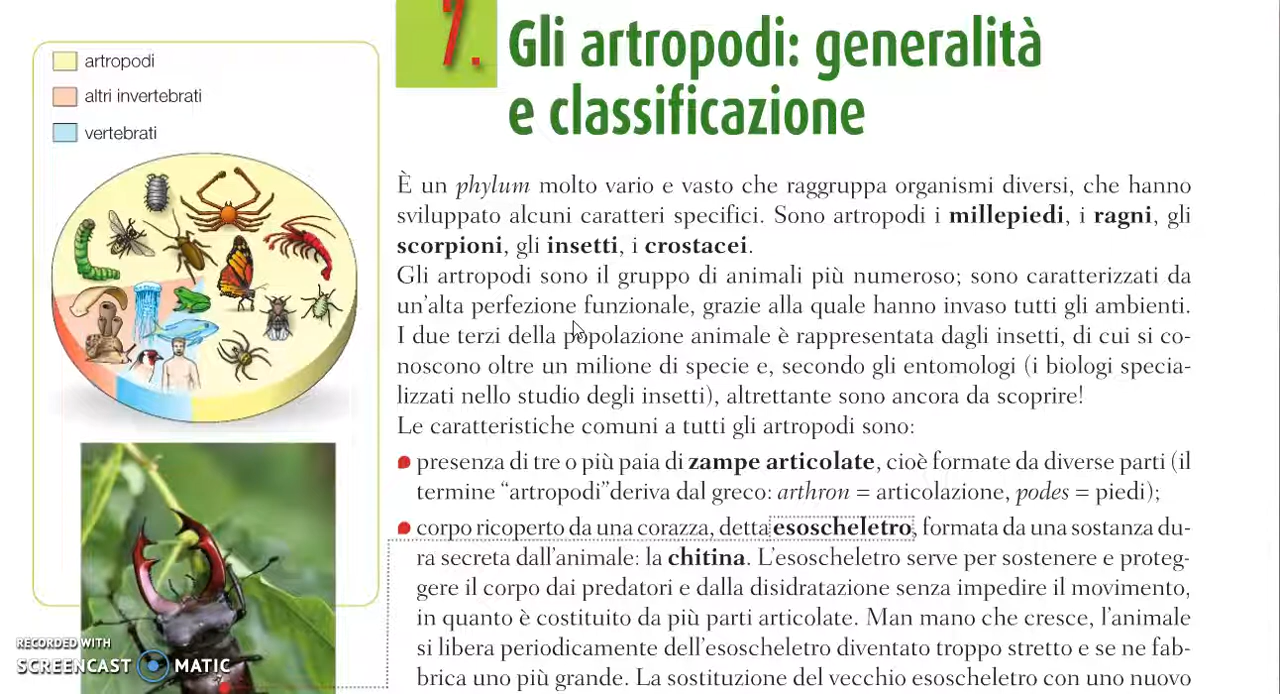 artropodi
altri invertebrati
vertebrati
7. Gli artropodi: generalità
e classificazione
È un phylum molto vario e vasto che raggruppa organismi diversi, che hanno
sviluppato alcuni caratteri specifici. Sono artropodi i millepiedi, i ragni, gli
scorpioni, gli insetti, i crostacei.
Gli artropodi sono il gruppo di animali più numeroso; sono caratterizzati da
un'alta perfezione funzionale, grazie alla quale hanno invaso tutti gli ambienti.
I due terzi della popolazione animale è rappresentata dagli insetti, di cui si co-
noscono oltre un milione di specie e, secondo gli entomologi (i biologi specia-
lizzati nello studio degli insetti), altrettante sono ancora da scoprire!
Le caratteristiche comuni a tutti gli artropodi sono:
presenza di tre o più paia di zampe articolate, cioè formate da diverse parti (il
termine "artropodi"deriva dal greco: arthron = articolazione, podes = piedi);
corpo ricoperto da una corazza, detta esoscheletro, formata da una sostanza du-
ra secreta dall'animale: la chitina. L'esoscheletro serve per sostenere e proteg-
gere il corpo dai predatori e dalla disidratazione senza impedire il movimento,
in quanto è costituito da più parti articolate. Man mano che cresce, l'animale
si libera periodicamente dell'esoscheletro diventato troppo stretto e se ne fab-
brica uno più grande. La sostituzione del vecchio esoscheletro con uno nuovo
RECORDED WITH
SCREENCAST MATIC